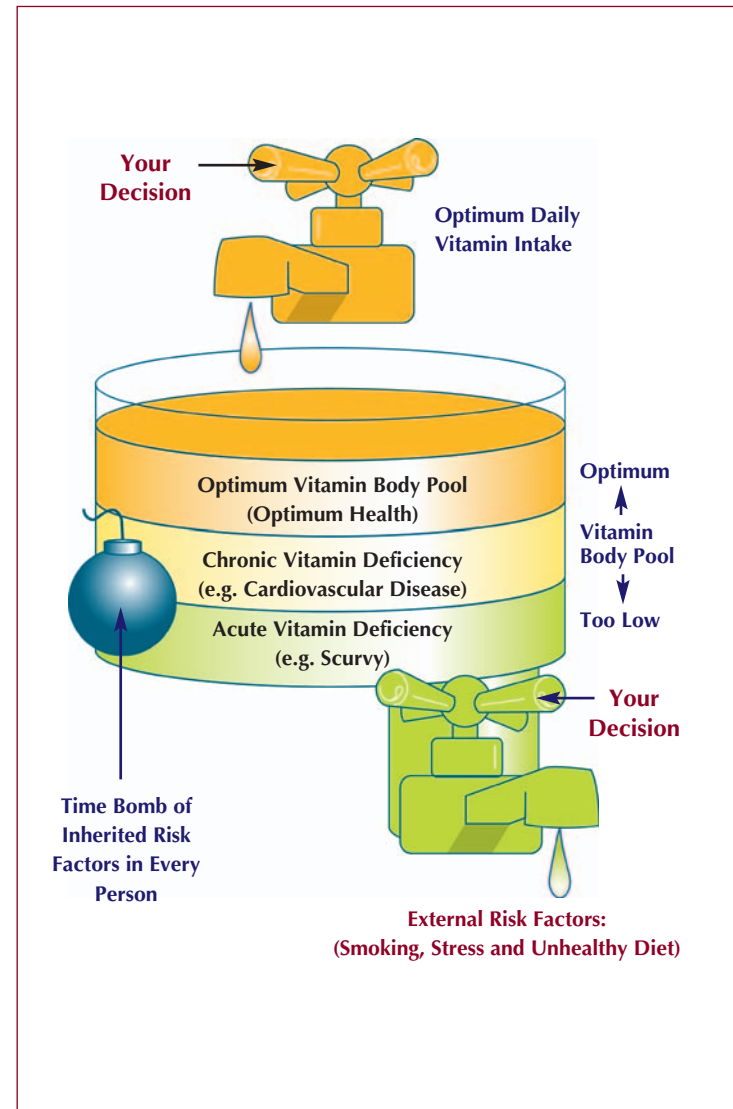 Your
Decision
Optimum Daily
Vitamin Intake
Optimum Vitamin Body Pool
(Optimum Health)
Chronic Vitamin Deficiency
(e.g. Cardiovascular Disease)
Acute Vitamin Deficiency
(e.g. Scurvy)
Optimum
Vitamin
Body Pool
Too Low
Your
Decision
Time Bomb of
Inherited Risk
Factors in Every
Person
External Risk Factors:
(Smoking, Stress and Unhealthy Diet)